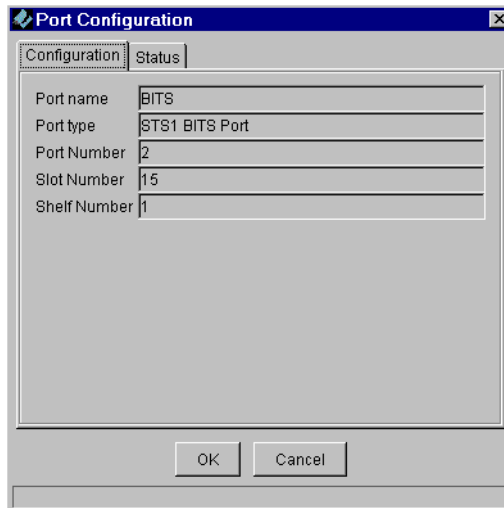 Port Configuration
Configuration Status
Port name BITS
Port type STS1 BITS Port
Port Number 2
Slot Number 15
Shelf Number 1
OK Cancel